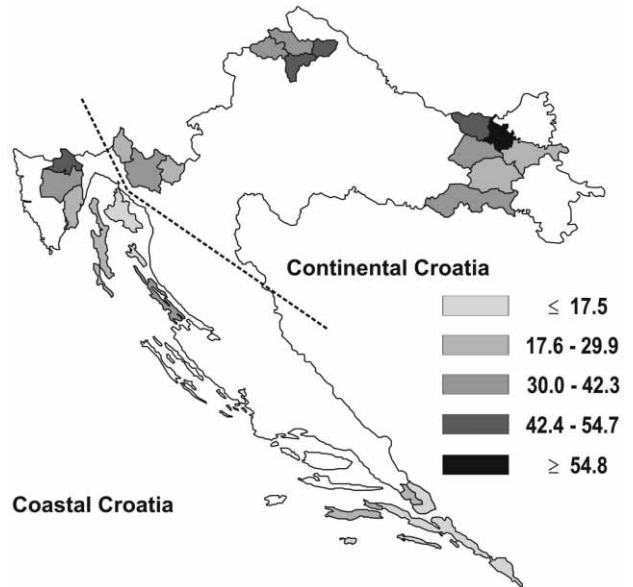 Continental Croatia
≤ 17.5
17.6 - 29.9
30.0 - 42.3
42.4 - 54.7
≥ 54.8
Coastal Croatia